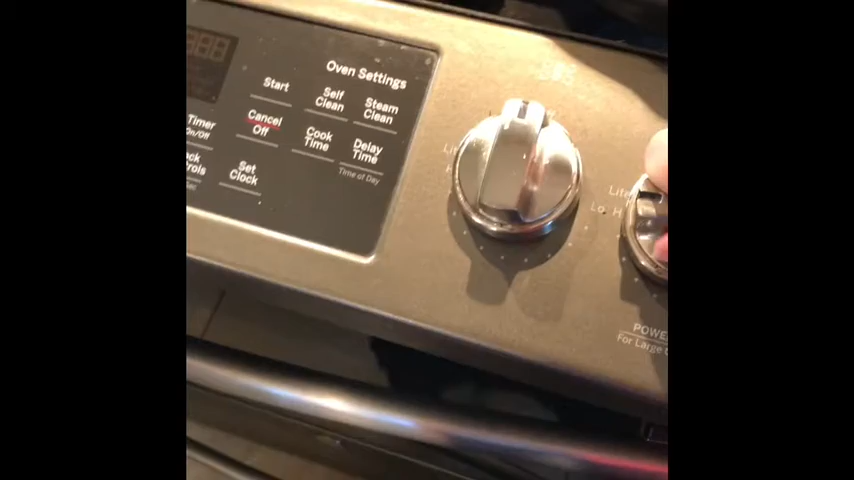 Oven Settings
Start
Self
Clean
Steam
Clean
Cancel
Off
Cook
Time
Delay
Time
Time of Day
Timer
On/Off
Set
Clock
Lite
Lo
For Large